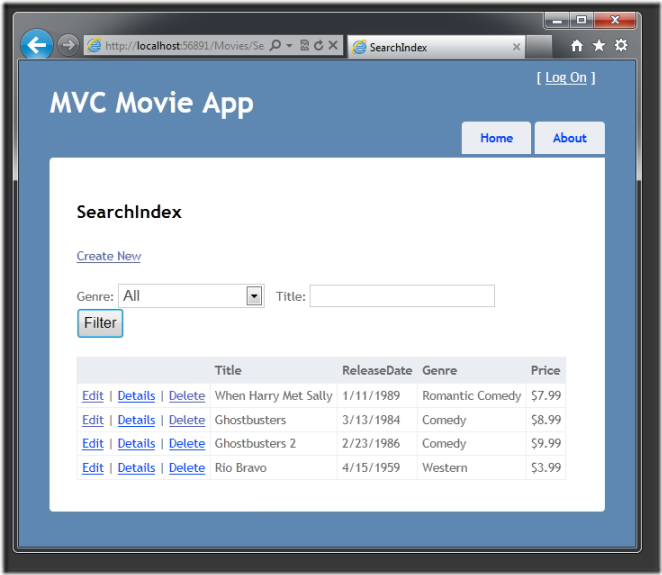 http://localhost:56891/Movies/Se
SearchIndex
[ Log On ]
MVC Movie App
Home
About
SearchIndex
Create New
Genre: All Title:
Filter
Title ReleaseDate Genre Price
Edit | Details | Delete When Harry Met Sally 1/11/1989 Romantic Comedy $7.99
Edit | Details | Delete Ghostbusters 3/13/1984 Comedy $8.99
Edit | Details | Delete Ghostbusters 2 2/23/1986 Comedy $9.99
Edit | Details | Delete Rio Bravo 4/15/1959 Western $3.99